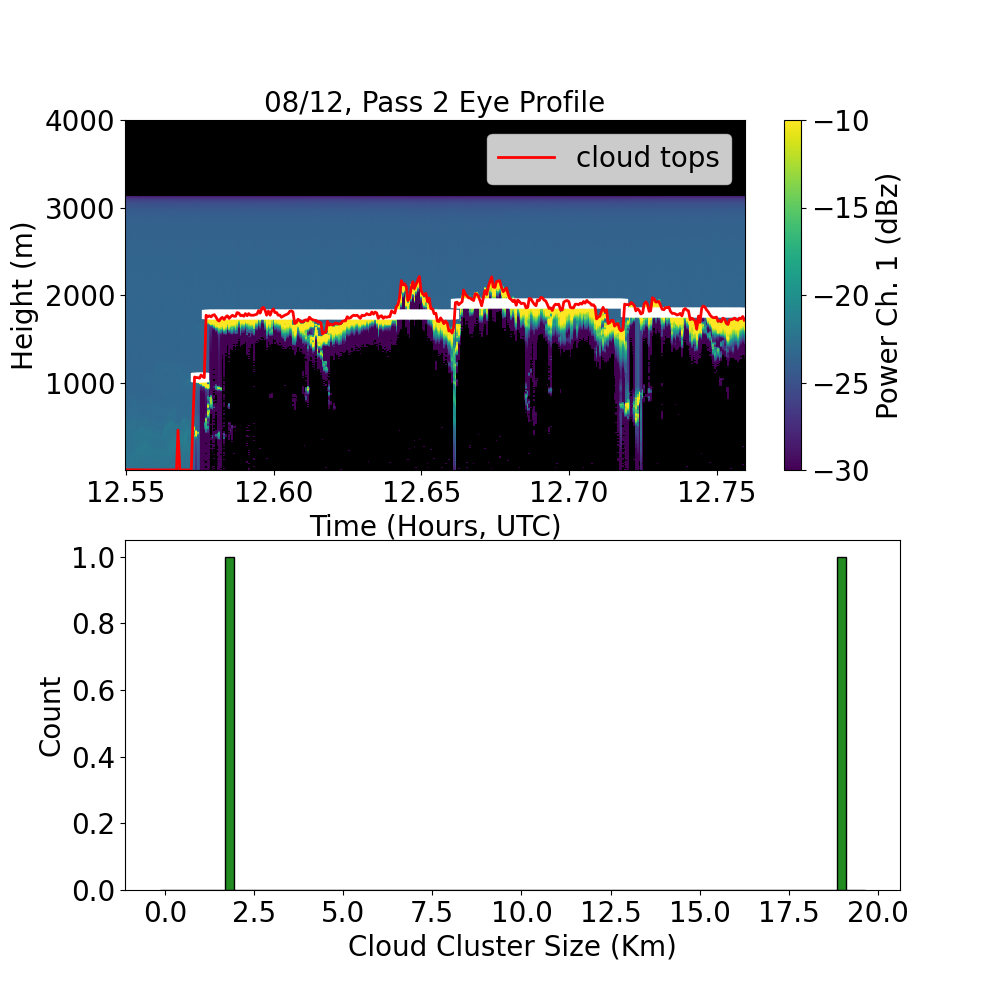 08/12, Pass 2 Eye Profile
4000
3000
2000
1000
Height (m)
cloud tops
−10
−15
−20
−25
−30
Power Ch. 1 (dBz)
12.55 12.60 12.65 12.70 12.75
Time (Hours, UTC)
1.0
0.8
0.6
0.4
0.2
0.0
Count
0.0 2.5 5.0 7.5 10.0 12.5 15.0 17.5 20.0
Cloud Cluster Size (Km)